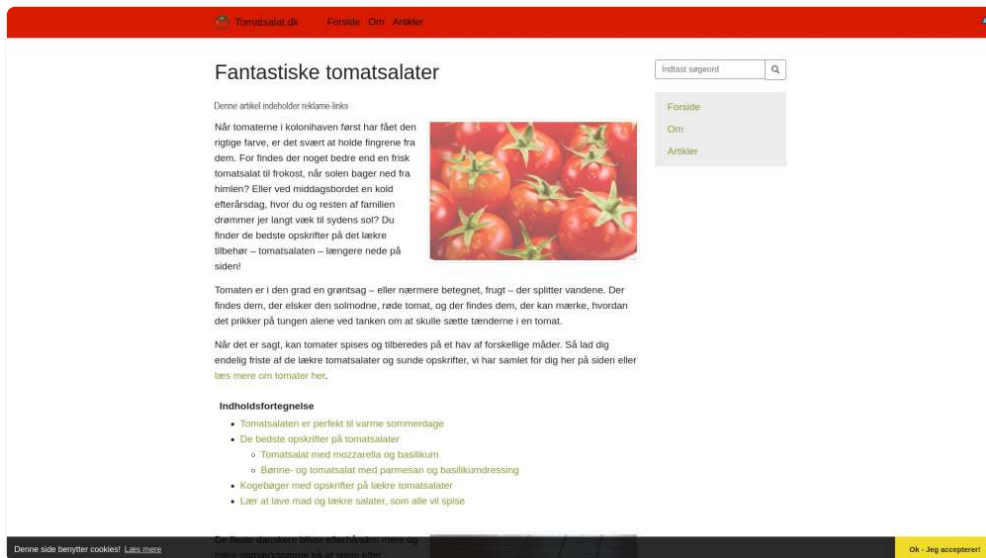 Tomatsalat.dk Forside Om Artikler
Fantastiske tomatsalater
Denne artikel indeholder reklame-links
Når tomaterne i kolonihaven først har fået den
rigtige farve, er det svært at holde fingrene fra
dem. For findes der noget bedre end en frisk
tomatsalat til frokost, når solen bager ned fra
himlen? Eller ved middagsbordet en kold
efterårsdag, hvor du og resten af familien
drømmer jer langt væk til sydens sol? Du
finder de bedste opskrifter på det lækre
tilbehør – tomatsalaten – længere nede på
siden!
Tomaten er i den grad en grøntsag – eller nærmere betegnet, frugt – der splitter vandene. Der
findes dem, der elsker den solmodne, røde tomat, og der findes dem, der kan mærke, hvordan
det prikker på tungen alene ved tanken om at skulle sætte tænderne i en tomat.
Når det er sagt, kan tomater spises og tilberedes på et hav af forskellige måder. Så lad dig
endelig friste af de lækre tomatsalater og sunde opskrifter, vi har samlet for dig her på siden eller
læs mere om tomater her.
Indholdsfortegnelse
Tomatsalaten er perfekt til varme sommerdage
De bedste opskrifter på tomatsalater
Tomatsalat med mozzarella og basilikum
Bønne- og tomatsalat med parmesan og basilikumdressing
Kogebøger med opskrifter på lækre tomatsalater
Lær at lave mad og lækre salater, som alle vil spise
Indtast søgeord
Forside
Om
Artikler
De fleste danskere bliver efterhånden mere og
Denne side benytter cookies! Læs mere
Ok - Jeg accepterer!